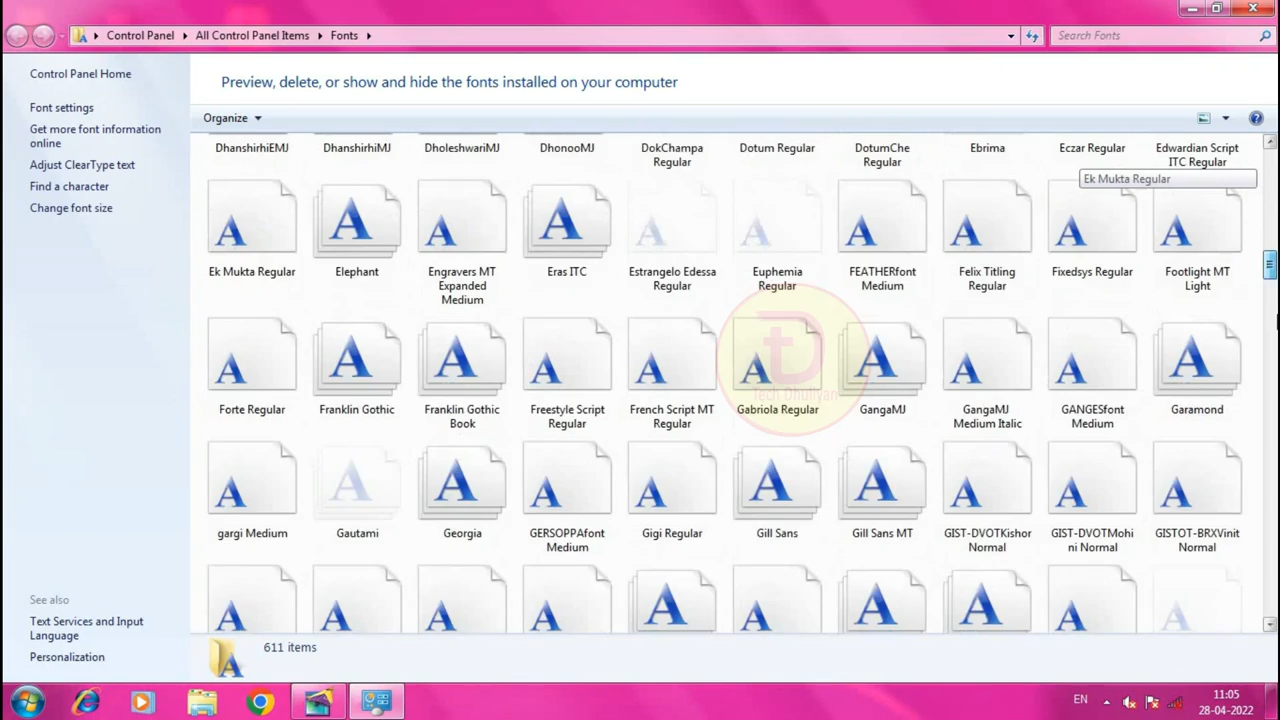 Control Panel
All Control Panel Items
Fonts
Search Fonts
Control Panel Home
Font settings
Get more font information
online
Adjust ClearType text
Find a character
Change font size
Preview, delete, or show and hide the fonts installed on your computer
Organize
DhanshirhiEMJ
DhanshirhiMJ
DholeshwariMJ
DhonooMJ
DokChampa
Regular
Dotum Regular
DotumChe
Regular
Ebrima
Eczar Regular
Edwardian Script
ITC Regular
Ek Mukta Regular
Ek Mukta Regular
Elephant
Engravers MT
Expanded
Medium
Eras ITC
Estrangelo Edessa
Regular
Euphemia
Regular
FEATHERfont
Medium
Felix Titling
Regular
Fixedsys Regular
Footlight MT
Light
Forte Regular
Franklin Gothic
Franklin Gothic
Book
Freestyle Script
Regular
French Script MT
Regular
Gabriola Regular
GangaMJ
GangaMJ
Medium Italic
GANGESfont
Medium
Garamond
Tech Dhuliyan
gargi Medium
Gautami
Georgia
GERSOPPAfont
Medium
Gigi Regular
Gill Sans
Gill Sans MT
GIST-DVOTKishor
Normal
GIST-DVOTMohi
ni Normal
GISTOT-BRXVinit
Normal
See also
Text Services and Input
Language
Personalization
611 items
EN
11:05
28-04-2022